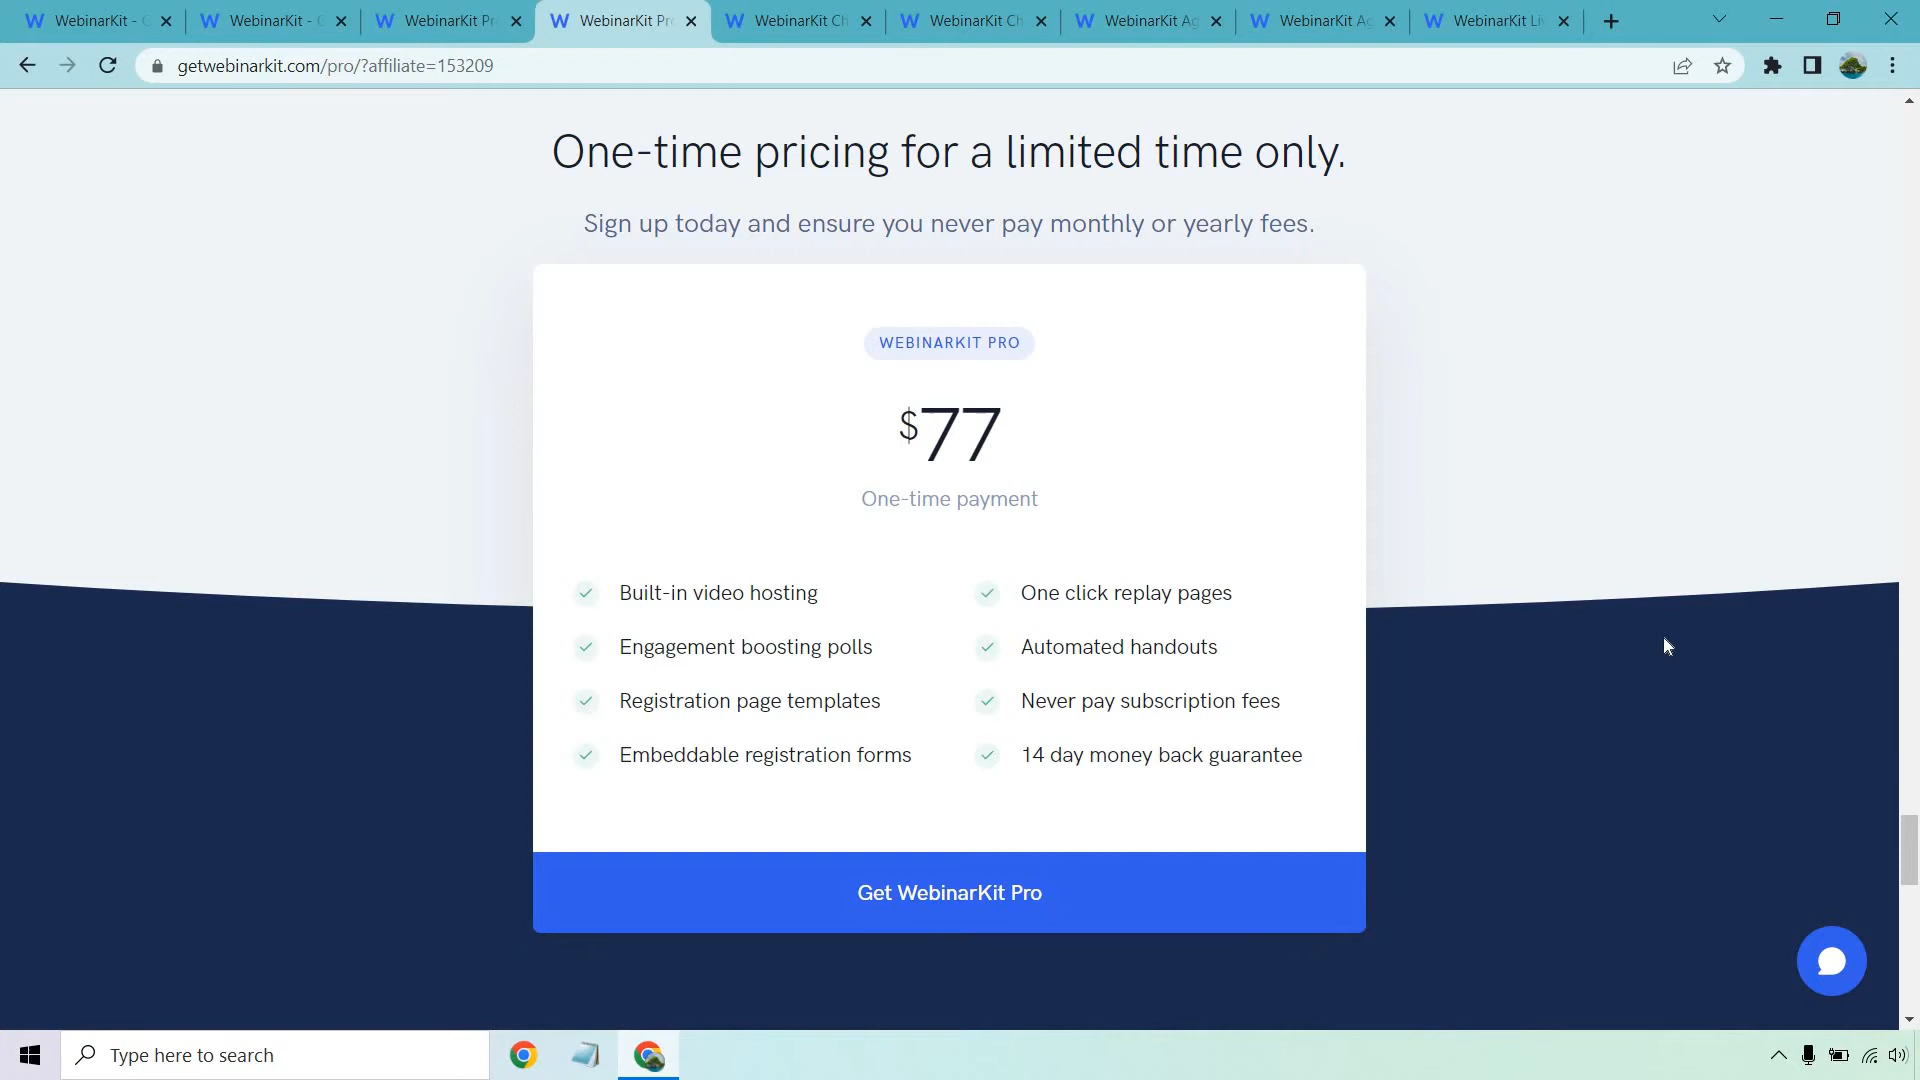 WebinarKit - G
WebinarKit - G
WebinarKit Pr
WebinarKit Pr
WebinarKit Ch
WebinarKit Ch
WebinarKit Ag
WebinarKit Ag
WebinarKit Li
getwebinarkit.com/pro/?affiliate=153209
One-time pricing for a limited time only.
Sign up today and ensure you never pay monthly or yearly fees.
WEBINARKIT PRO
$77
One-time payment
Built-in video hosting
One click replay pages
Engagement boosting polls
Automated handouts
Registration page templates
Never pay subscription fees
Embeddable registration forms
14 day money back guarantee
Get WebinarKit Pro
Type here to search